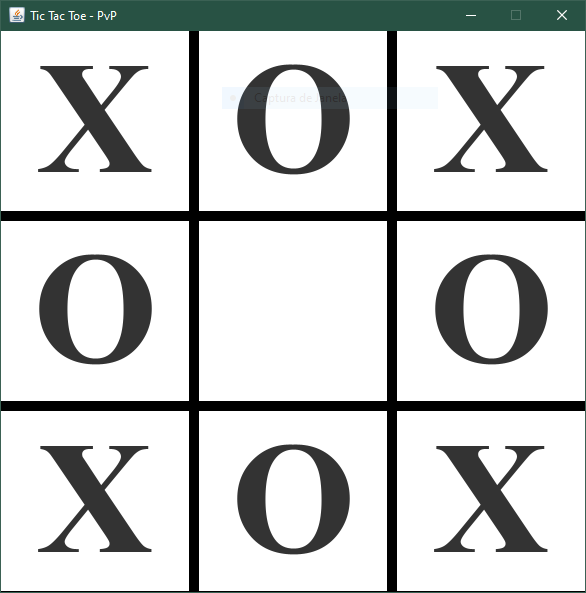 Tic Tac Toe - PvP
X O X
Captura de Janela
O O
X O X